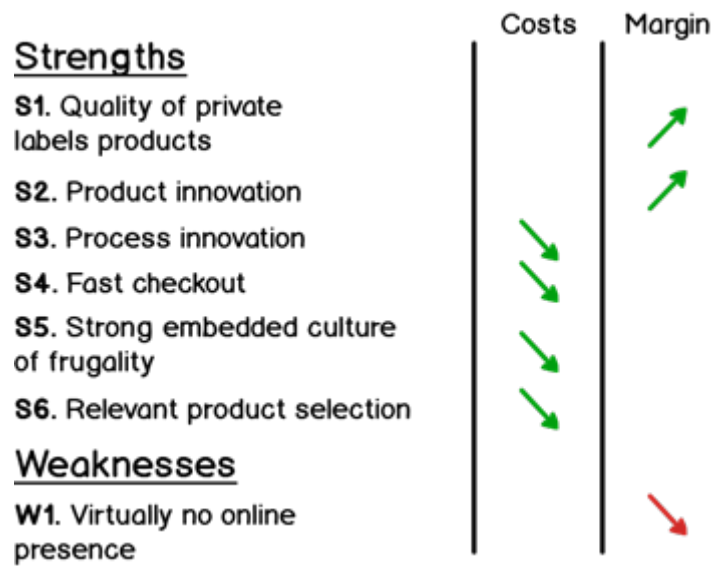 Costs Margin
Strengths
S1. Quality of private
labels products
S2. Product innovation
S3. Process innovation
S4. Fast checkout
S5. Strong embedded culture
of frugality
S6. Relevant product selection
Weaknesses
W1. Virtually no online
presence